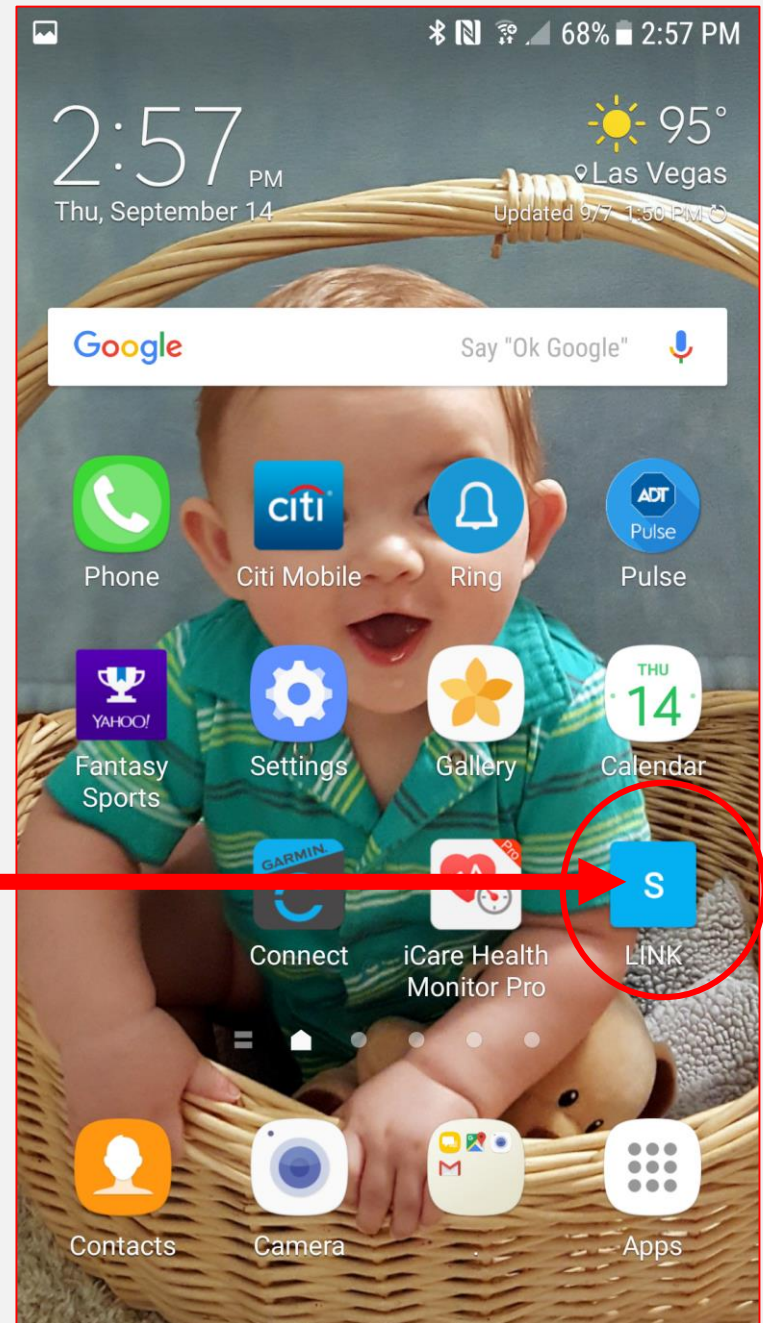 68% 2:57 PM
2:57 PM
95°
Las Vegas
Thu, September 14
Updated 9/7 1:50 PM
Google Say "Ok Google"
citi
ADT
Pulse
Phone Citi Mobile Ring Pulse
YAHOO!
THU
14
Fantasy Settings Gallery Calendar
Sports
GARMIN.
Pro
S
Connect iCare Health LINK
Monitor Pro
Contacts Camera . Apps